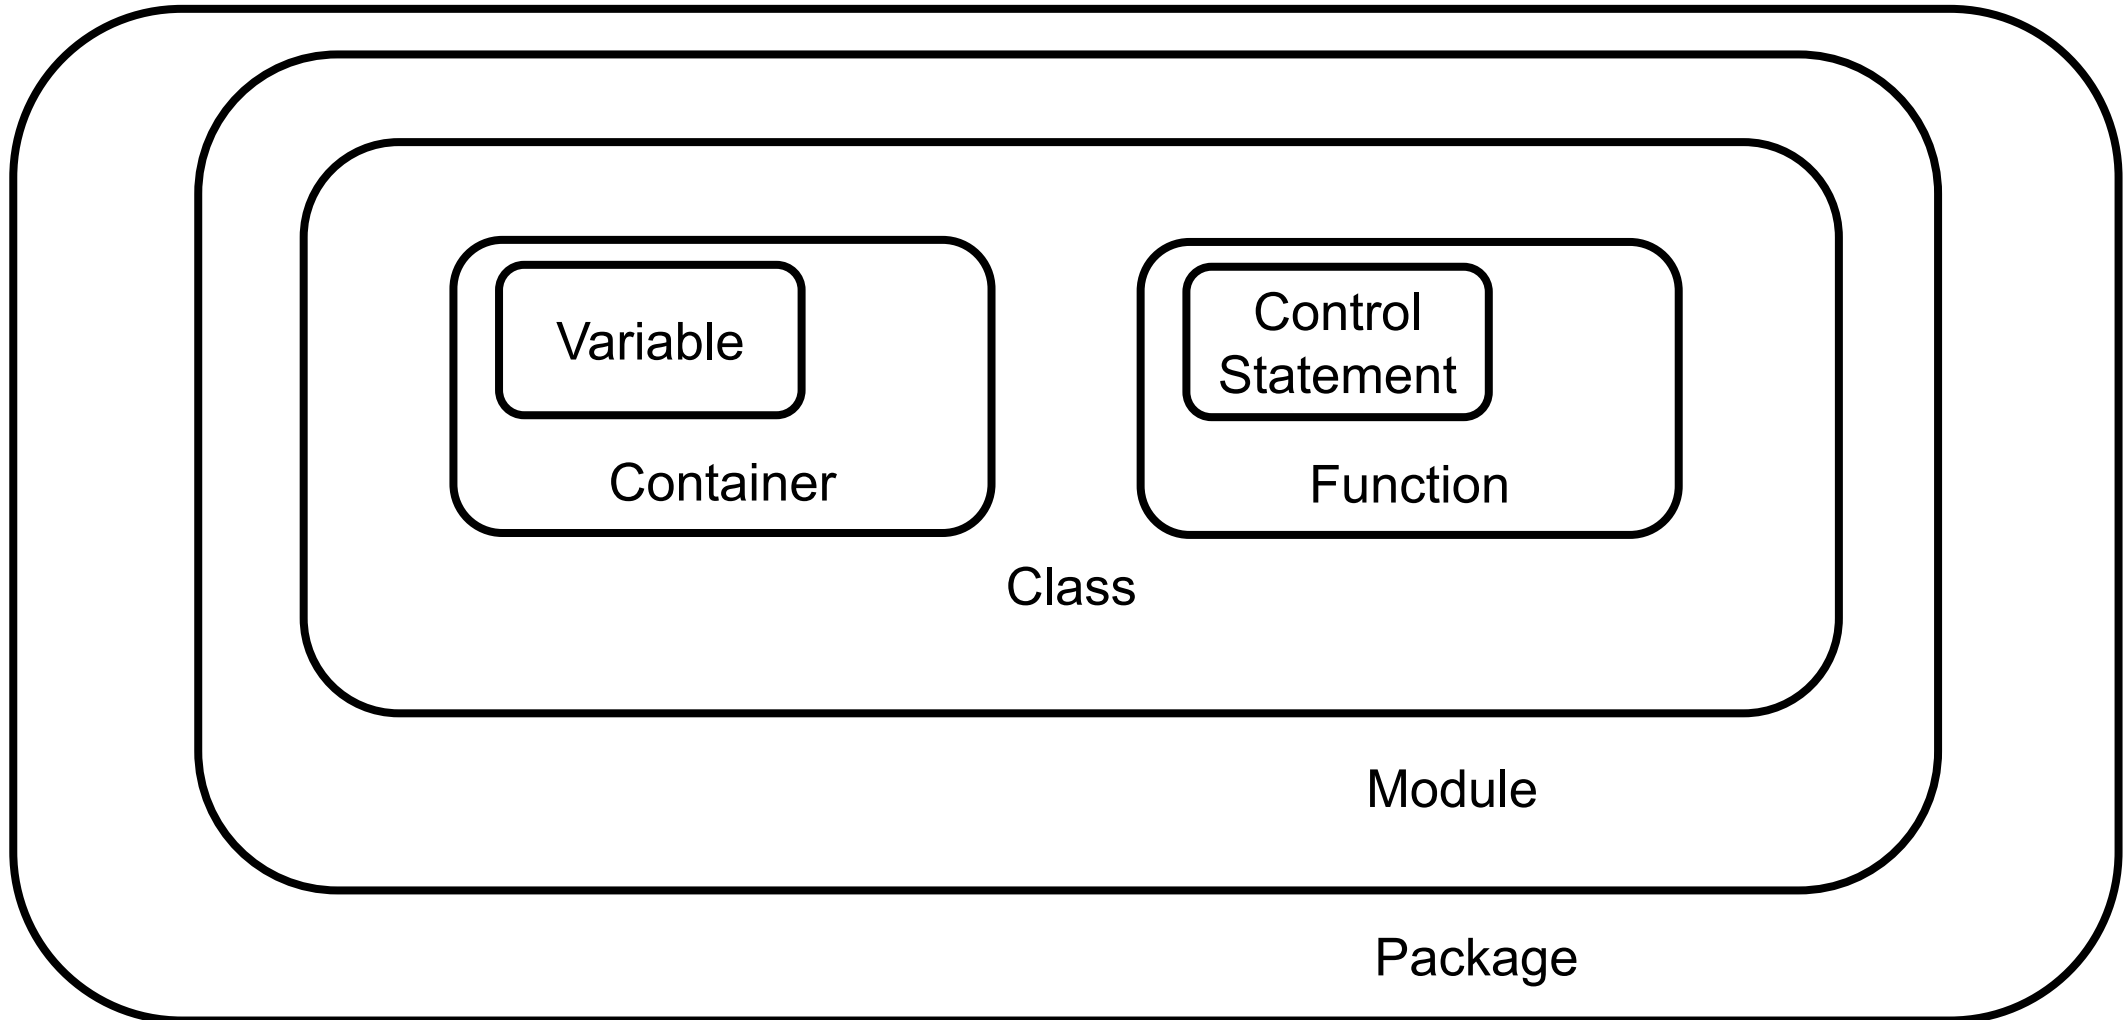 Variable
Control
Statement
Container
Function
Class
Module
Package